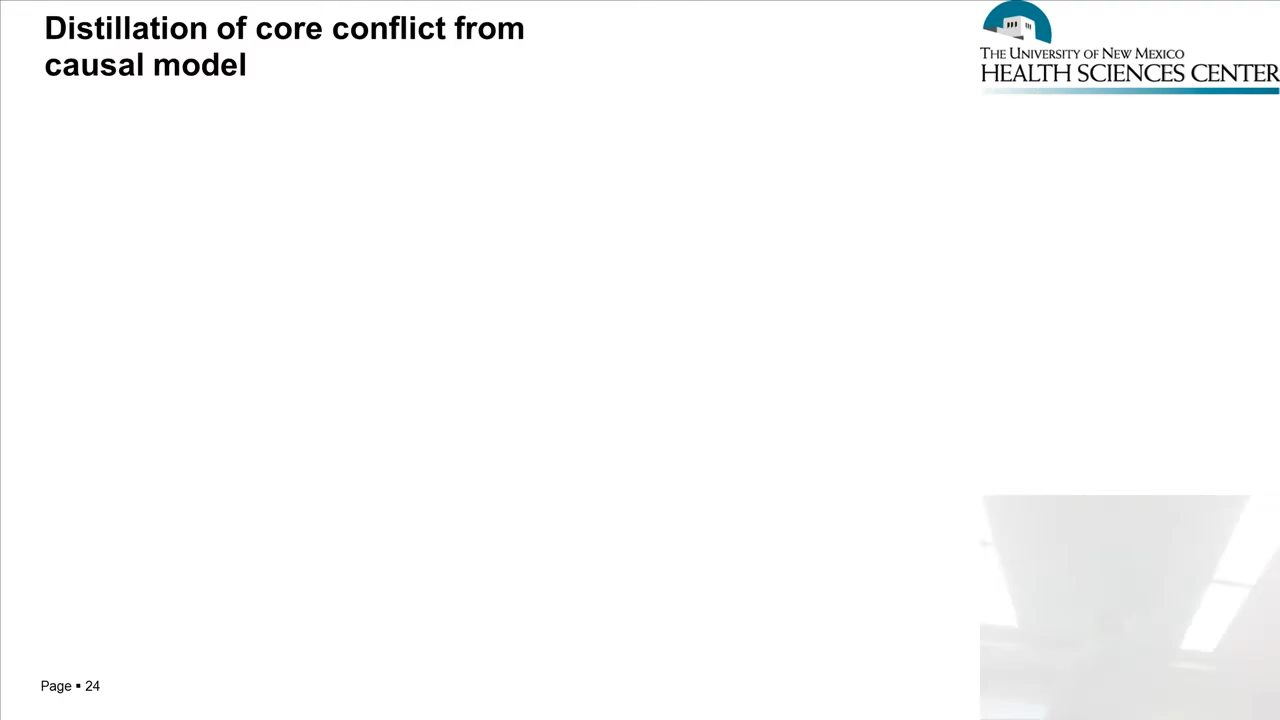 Distillation of core conflict from
causal model
THE UNIVERSITY OF NEW MEXICO
HEALTH SCIENCES CENTER
Page ▪ 24